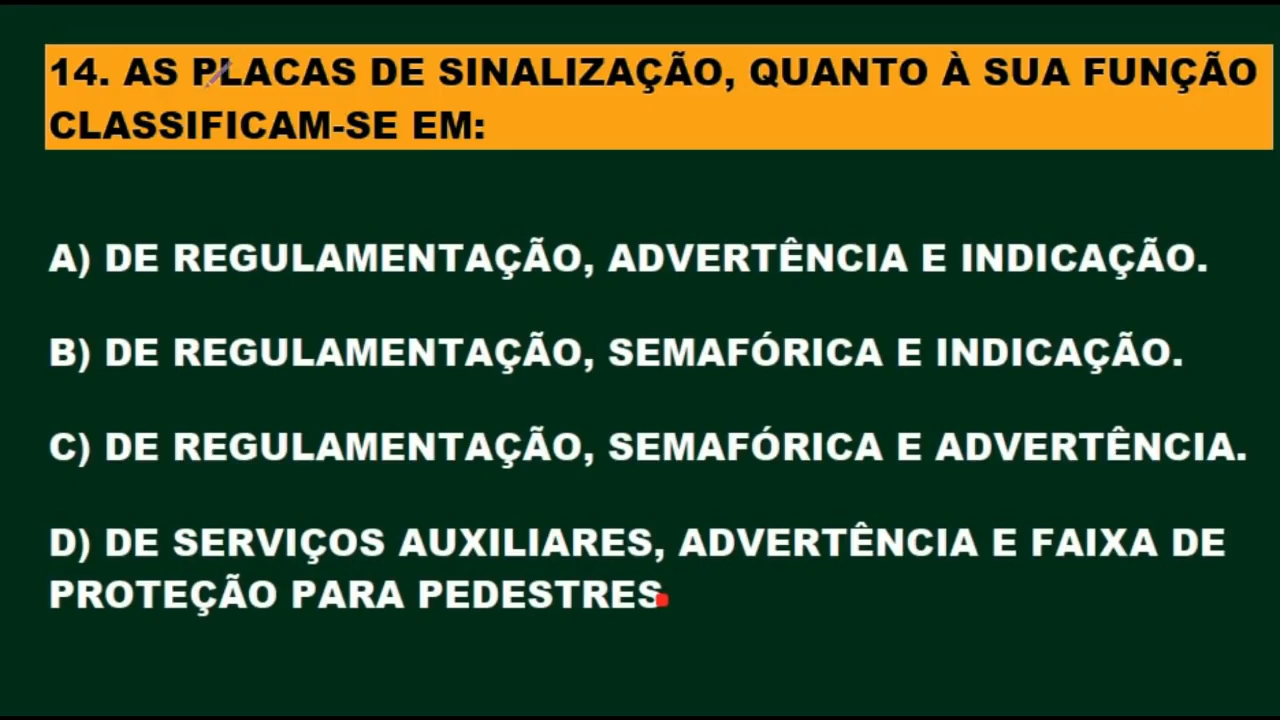 14. AS PLACAS DE SINALIZAÇÃO, QUANTO À SUA FUNÇÃO
CLASSIFICAM-SE EM:
A) DE REGULAMENTAÇÃO, ADVERTÊNCIA E INDICAÇÃO.
B) DE REGULAMENTAÇÃO, SEMAFÓRICA E INDICAÇÃO.
C) DE REGULAMENTAÇÃO, SEMAFÓRICA E ADVERTÊNCIA.
D) DE SERVIÇOS AUXILIARES, ADVERTÊNCIA E FAIXA DE
PROTEÇÃO PARA PEDESTRES.